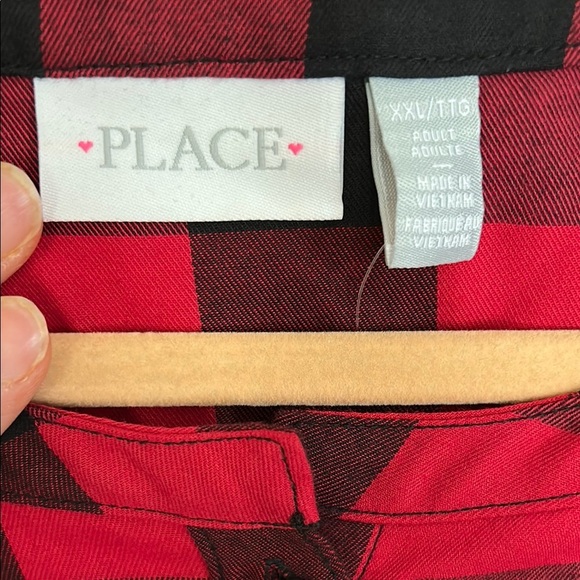 PLACE
XXL/TTG
ADULT
ADULTE
MADE IN
VIETNAM
FABRIQUÉ AU
VIETNAM